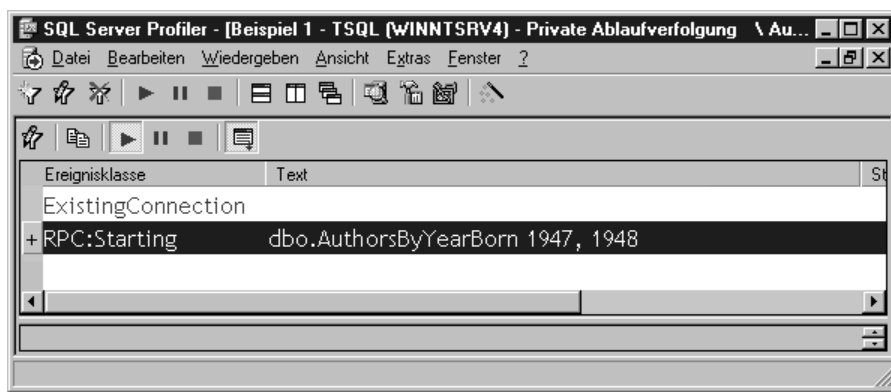 SQL Server Profiler - [Beispiel 1 - TSQL (WINNTSRV4) - Private Ablaufverfolgung \ Au...
Datei Bearbeiten Wiedergeben Ansicht Extras Fenster ?
Ereignisklasse Text St
ExistingConnection
+ RPC:Starting dbo.AuthorsByYearBorn 1947, 1948